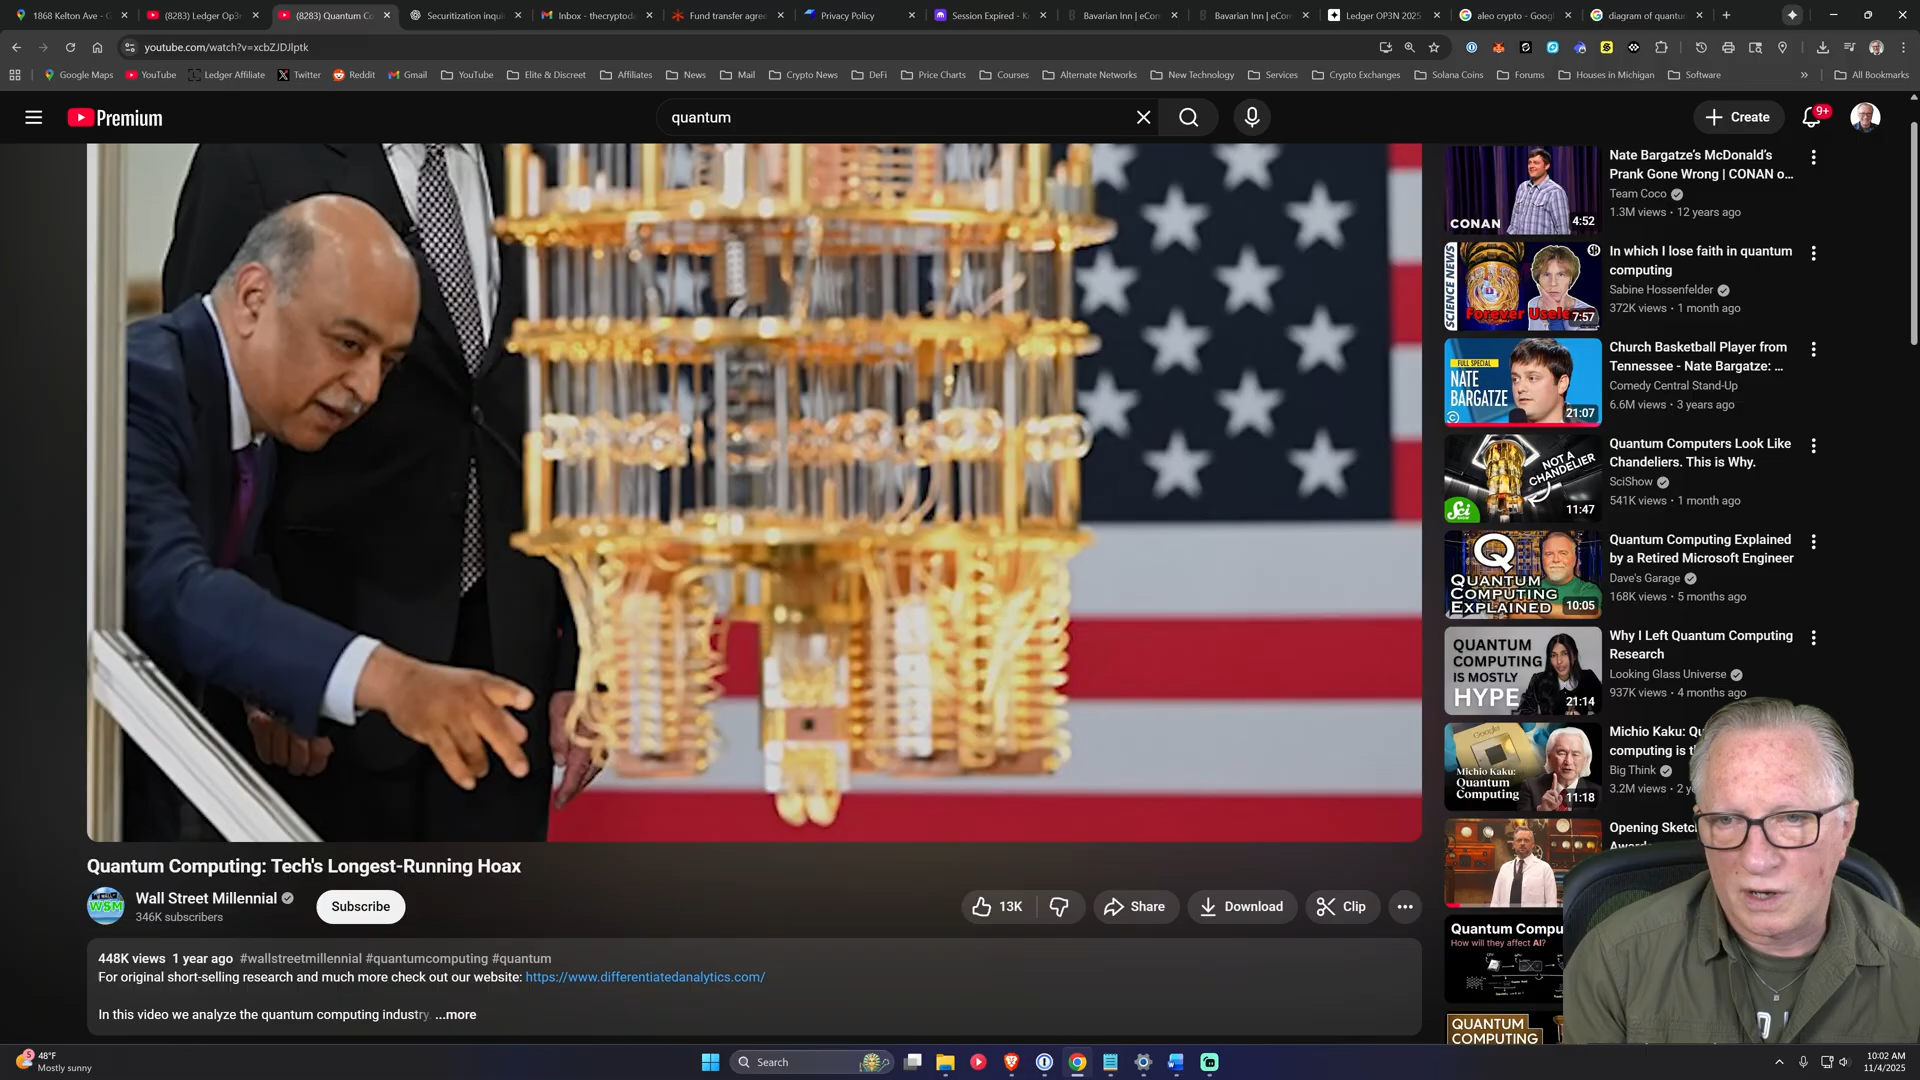 1868 Kelton Ave - G
(8283) Ledger Op3
(8283) Quantum Co
Securitization inqui
Inbox - thecryptod
Fund transfer agree
Privacy Policy
Session Expired - K
Bavarian Inn | eCom
Bavarian Inn | eCom
Ledger OP3N 2025
aleo crypto - Goog
diagram of quantu
youtube.com/watch?v=xcbZJDJlptk
Google Maps
YouTube
Ledger Affiliate
Twitter
Reddit
Gmail
YouTube
Elite & Discreet
Affiliates
News
Mail
Crypto News
DeFi
Price Charts
Courses
Alternate Networks
New Technology
Services
Crypto Exchanges
Solana Coins
Forums
Houses in Michigan
Software
All Bookmarks
Premium
quantum
Create
9+
CONAN
4:52
Nate Bargatze's McDonald's
Prank Gone Wrong | CONAN o...
Team Coco
1.3M views • 12 years ago
SCIENCE NEWS
Forever Usele
7:57
In which I lose faith in quantum
computing
Sabine Hossenfelder
372K views • 1 month ago
FULL SPECIAL
NATE
BARGATZE
21:07
Church Basketball Player from
Tennessee - Nate Bargatze: ...
Comedy Central Stand-Up
6.6M views • 3 years ago
NOT A
CHANDELIER
Sci
11:47
Quantum Computers Look Like
Chandeliers. This is Why.
SciShow
541K views • 1 month ago
Q
QUANTUM
COMPUTING
EXPLAINED
10:05
Quantum Computing Explained
by a Retired Microsoft Engineer
Dave's Garage
168K views • 5 months ago
QUANTUM
COMPUTING
IS MOSTLY
HYPE
21:14
Why I Left Quantum Computing
Research
Looking Glass Universe
937K views • 4 months ago
Google
Michio Kaku:
Quantum
Computing
11:18
Michio Kaku: Qu
computing is t
Big Think
3.2M views • 2 y
Opening Sketc
Awar
Quantum Compu
How will they affect AI?
QUANTUM
COMPUTING
Quantum Computing: Tech's Longest-Running Hoax
WSM
Wall Street Millennial
346K subscribers
Subscribe
13K
Share
Download
Clip
448K views 1 year ago #wallstreetmillennial #quantumcomputing #quantum
For original short-selling research and much more check out our website: https://www.differentiatedanalytics.com/
In this video we analyze the quantum computing industry. ...more
5
48°F
Mostly sunny
Search
10:02 AM
11/4/2025